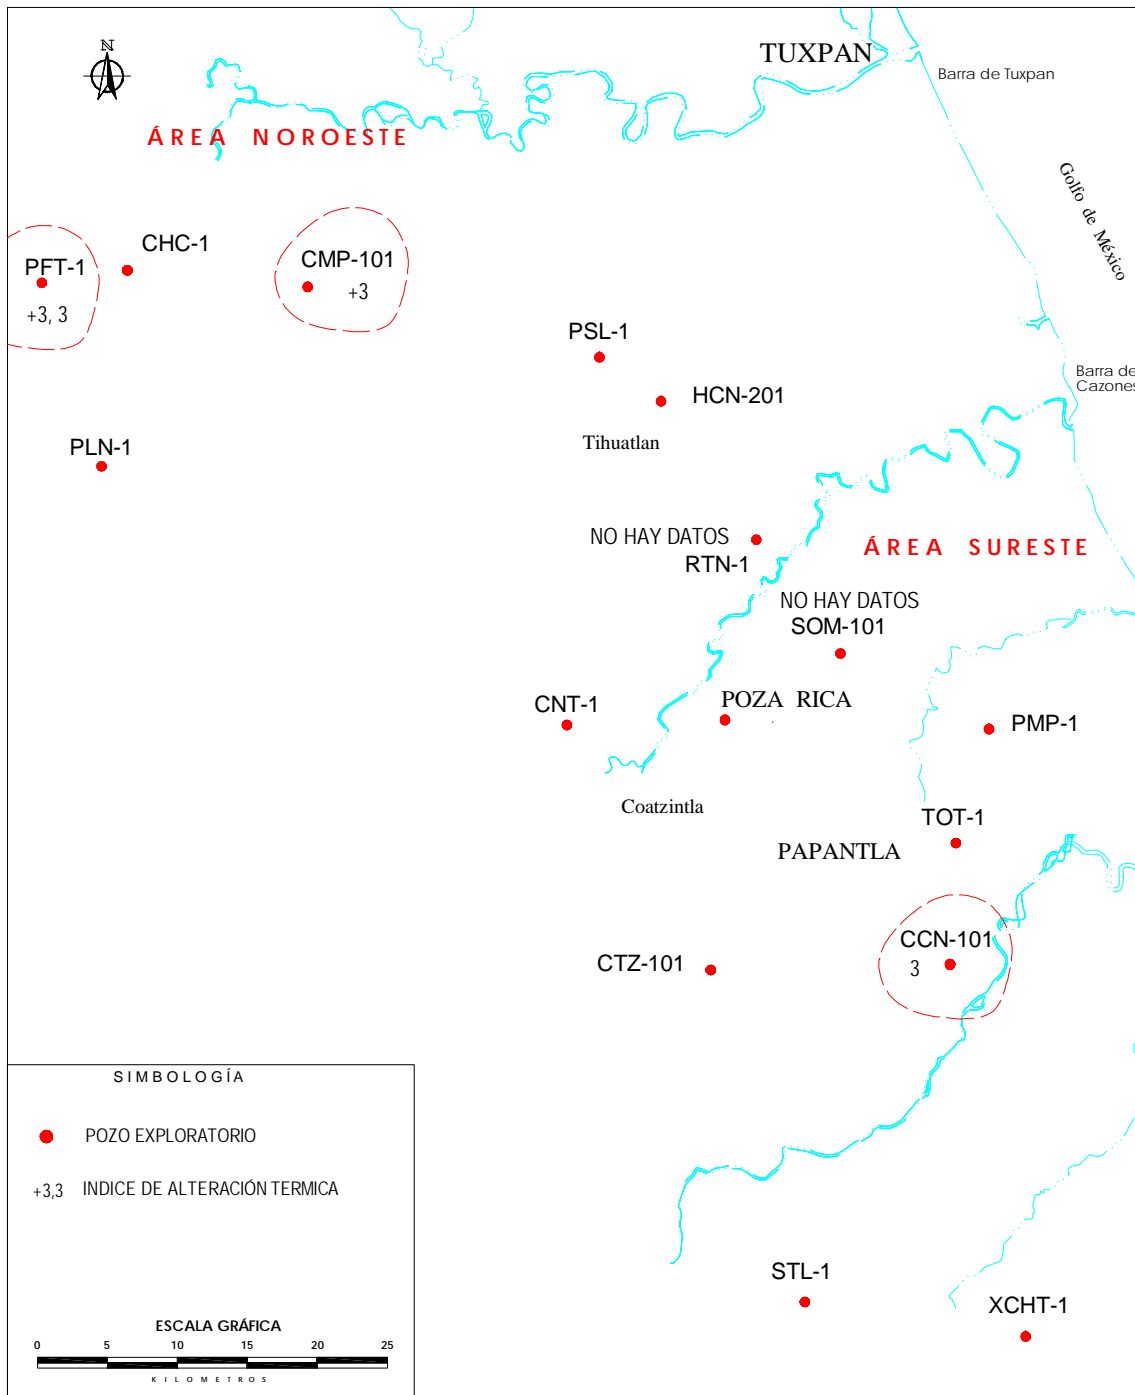 N
TUXPAN
Barra de Tuxpan
ÁREA NOROESTE
Golfo de México
CHC-1
PFT-1
+3, 3
CMP-101
+3
PSL-1
HCN-201
Barra de
Cazones
Tihuatlan
PLN-1
NO HAY DATOS
RTN-1
ÁREA SURESTE
NO HAY DATOS
SOM-101
CNT-1
POZA RICA
PMP-1
Coatzintla
TOT-1
PAPANTLA
CCN-101
3
CTZ-101
SIMBOLOGÍA
POZO EXPLORATORIO
+3,3 INDICE DE ALTERACIÓN TERMICA
STL-1
XCHT-1
ESCALA GRÁFICA
0 5 10 15 20 25
KILOMETROS